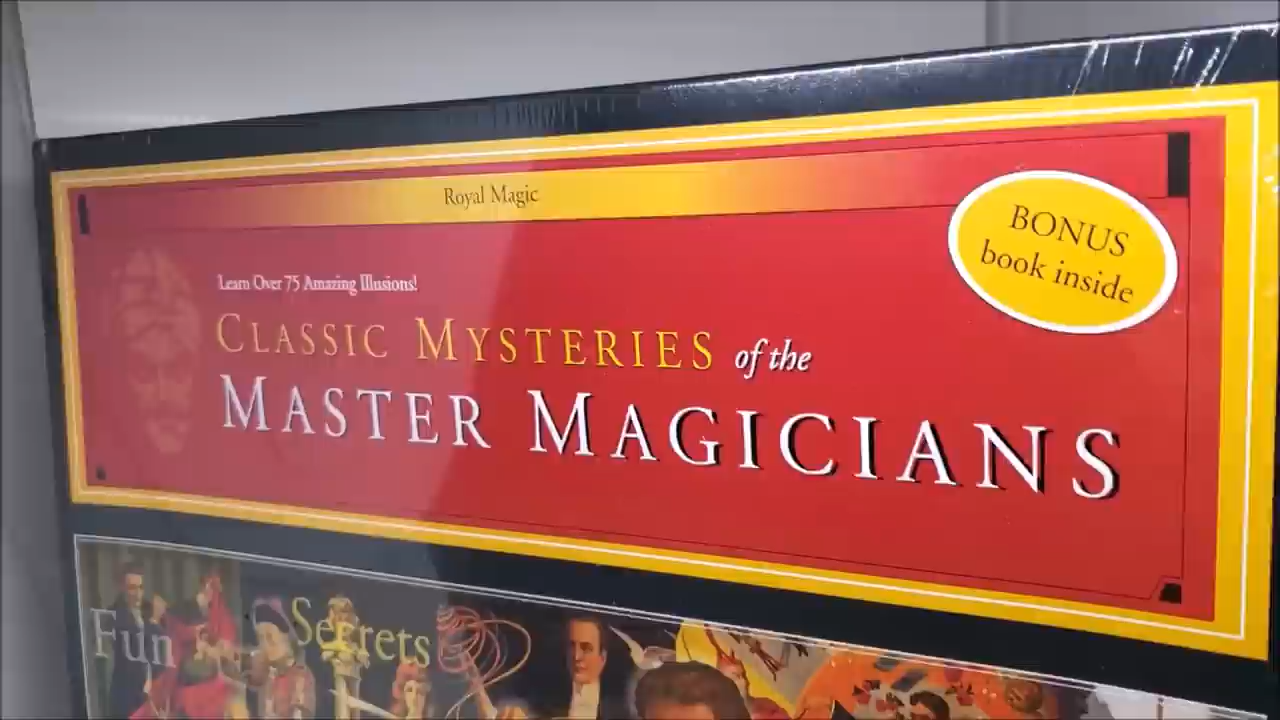 Royal Magic
BONUS
book inside
Learn Over 75 Amazing Illusions!
CLASSIC MYSTERIES of the
MASTER MAGICIANS
Fun Secrets